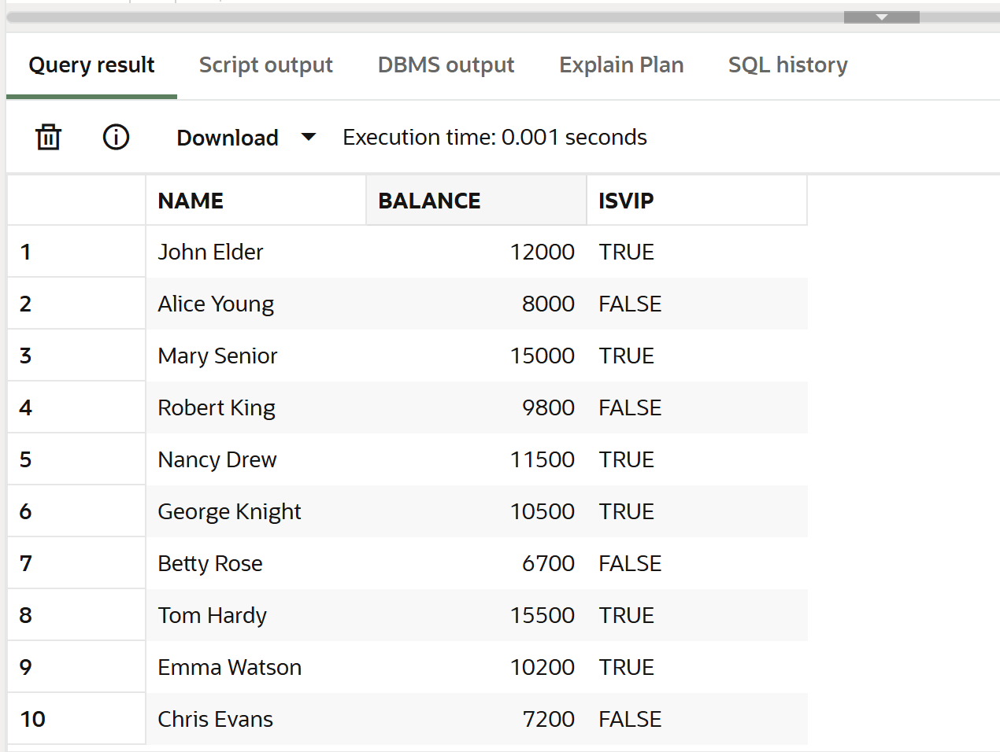 Query result Script output DBMS output Explain Plan SQL history
Download Execution time: 0.001 seconds
NAME BALANCE ISVIP
1 John Elder 12000 TRUE
2 Alice Young 8000 FALSE
3 Mary Senior 15000 TRUE
4 Robert King 9800 FALSE
5 Nancy Drew 11500 TRUE
6 George Knight 10500 TRUE
7 Betty Rose 6700 FALSE
8 Tom Hardy 15500 TRUE
9 Emma Watson 10200 TRUE
10 Chris Evans 7200 FALSE